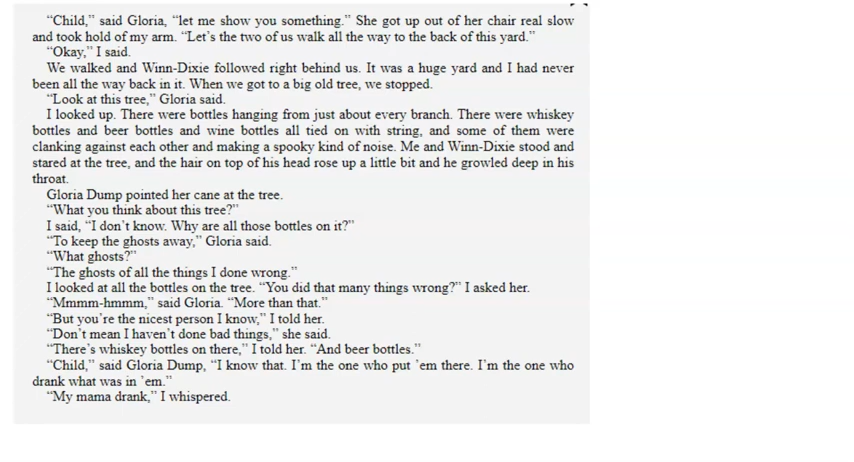 “Child,” said Gloria, “let me show you something.” She got up out of her chair real slow
and took hold of my arm. “Let’s the two of us walk all the way to the back of this yard.”
“Okay,” I said.
We walked and Winn-Dixie followed right behind us. It was a huge yard and I had never
been all the way back in it. When we got to a big old tree, we stopped.
“Look at this tree,” Gloria said.
I looked up. There were bottles hanging from just about every branch. There were whiskey
bottles and beer bottles and wine bottles all tied on with string, and some of them were
clanking against each other and making a spooky kind of noise. Me and Winn-Dixie stood and
stared at the tree, and the hair on top of his head rose up a little bit and he growled deep in his
throat.
Gloria Dump pointed her cane at the tree.
“What you think about this tree?”
I said, “I don’t know. Why are all those bottles on it?”
“To keep the ghosts away,” Gloria said.
“What ghosts?”
“The ghosts of all the things I done wrong.”
I looked at all the bottles on the tree. “You did that many things wrong?” I asked her.
“Mmmm-hmmm,” said Gloria. “More than that.”
“But you’re the nicest person I know,” I told her.
“Don’t mean I haven’t done bad things,” she said.
“There’s whiskey bottles on there,” I told her. “And beer bottles.”
“Child,” said Gloria Dump, “I know that. I’m the one who put ’em there. I’m the one who
drank what was in ’em.”
“My mama drank,” I whispered.